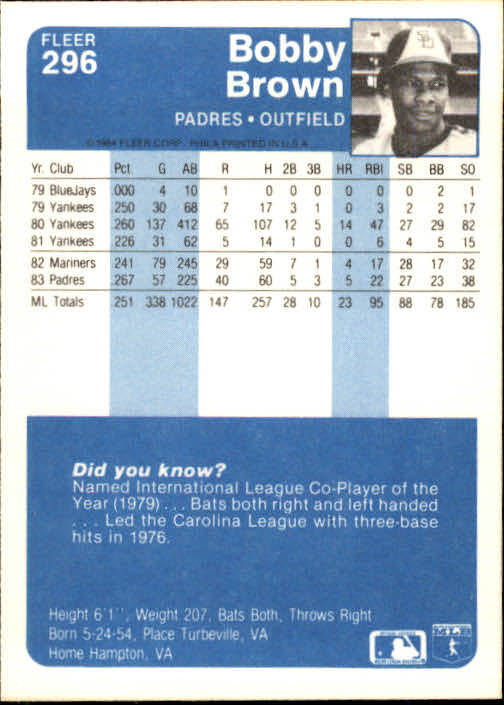 FLEER
296
Bobby
Brown
PADRES • OUTFIELD
© 1984 FLEER CORP. PHILA PRINTED IN U.S.A.
Yr. Club Pct. G AB R H 2B 3B HR RBI SB BB SO
79 BlueJays 000 4 10 1 0 0 0 0 0 0 2 1
79 Yankees 250 30 68 7 17 3 1 0 3 2 2 17
80 Yankees 260 137 412 65 107 12 5 14 47 27 29 82
81 Yankees 226 31 62 5 14 1 0 0 6 4 5 15
82 Mariners 241 79 245 29 59 7 1 4 17 28 17 32
83 Padres 267 57 225 40 60 5 3 5 22 27 23 38
ML Totals 251 338 1022 147 257 28 10 23 95 88 78 185
Did you know?
Named International League Co-Player of the
Year (1979) . . . Bats both right and left handed
. . . Led the Carolina League with three-base
hits in 1976.
Height 6'1'', Weight 207, Bats Both, Throws Right
Born 5-24-54, Place Turbeville, VA
Home Hampton, VA
MLB